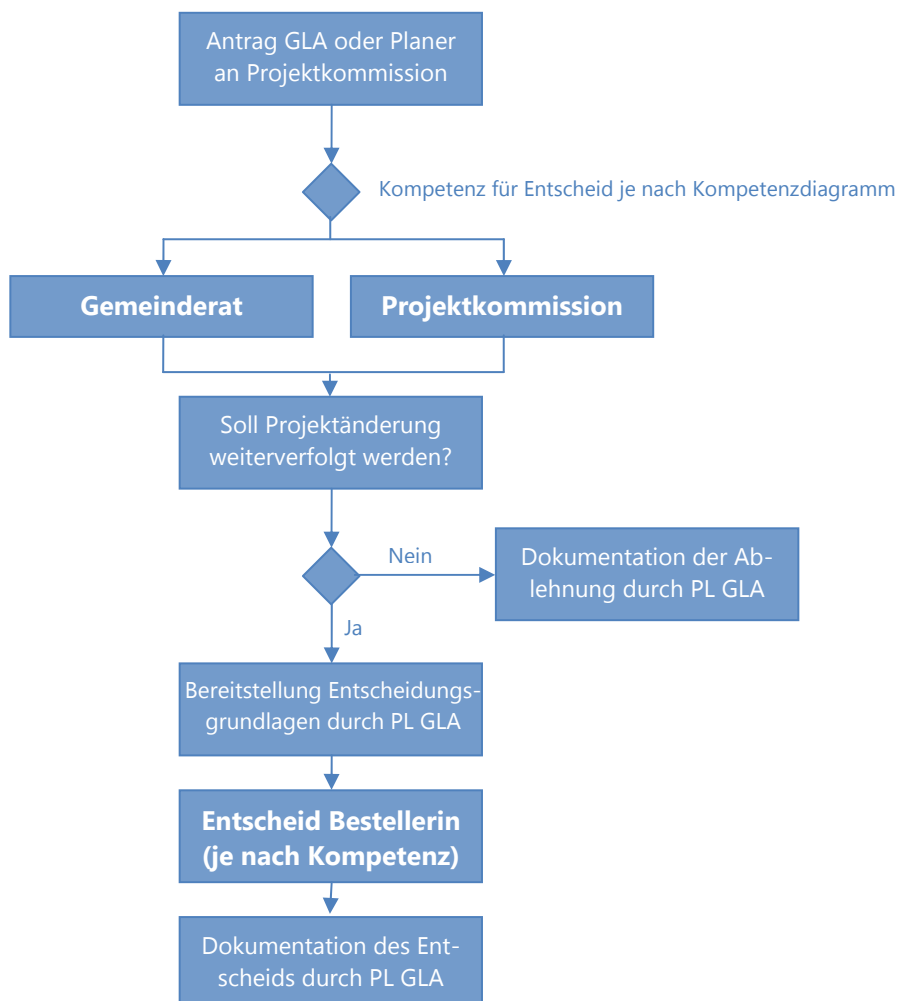 Antrag GLA oder Planer
an Projektkommission
Kompetenz für Entscheid je nach Kompetenzdiagramm
Gemeinderat
Projektkommission
Soll Projektänderung
weiterverfolgt werden?
Nein
Dokumentation der Ab-
lehnung durch PL GLA
Ja
Bereitstellung Entscheidungs-
grundlagen durch PL GLA
Entscheid Bestellerin
(je nach Kompetenz)
Dokumentation des Ent-
scheids durch PL GLA